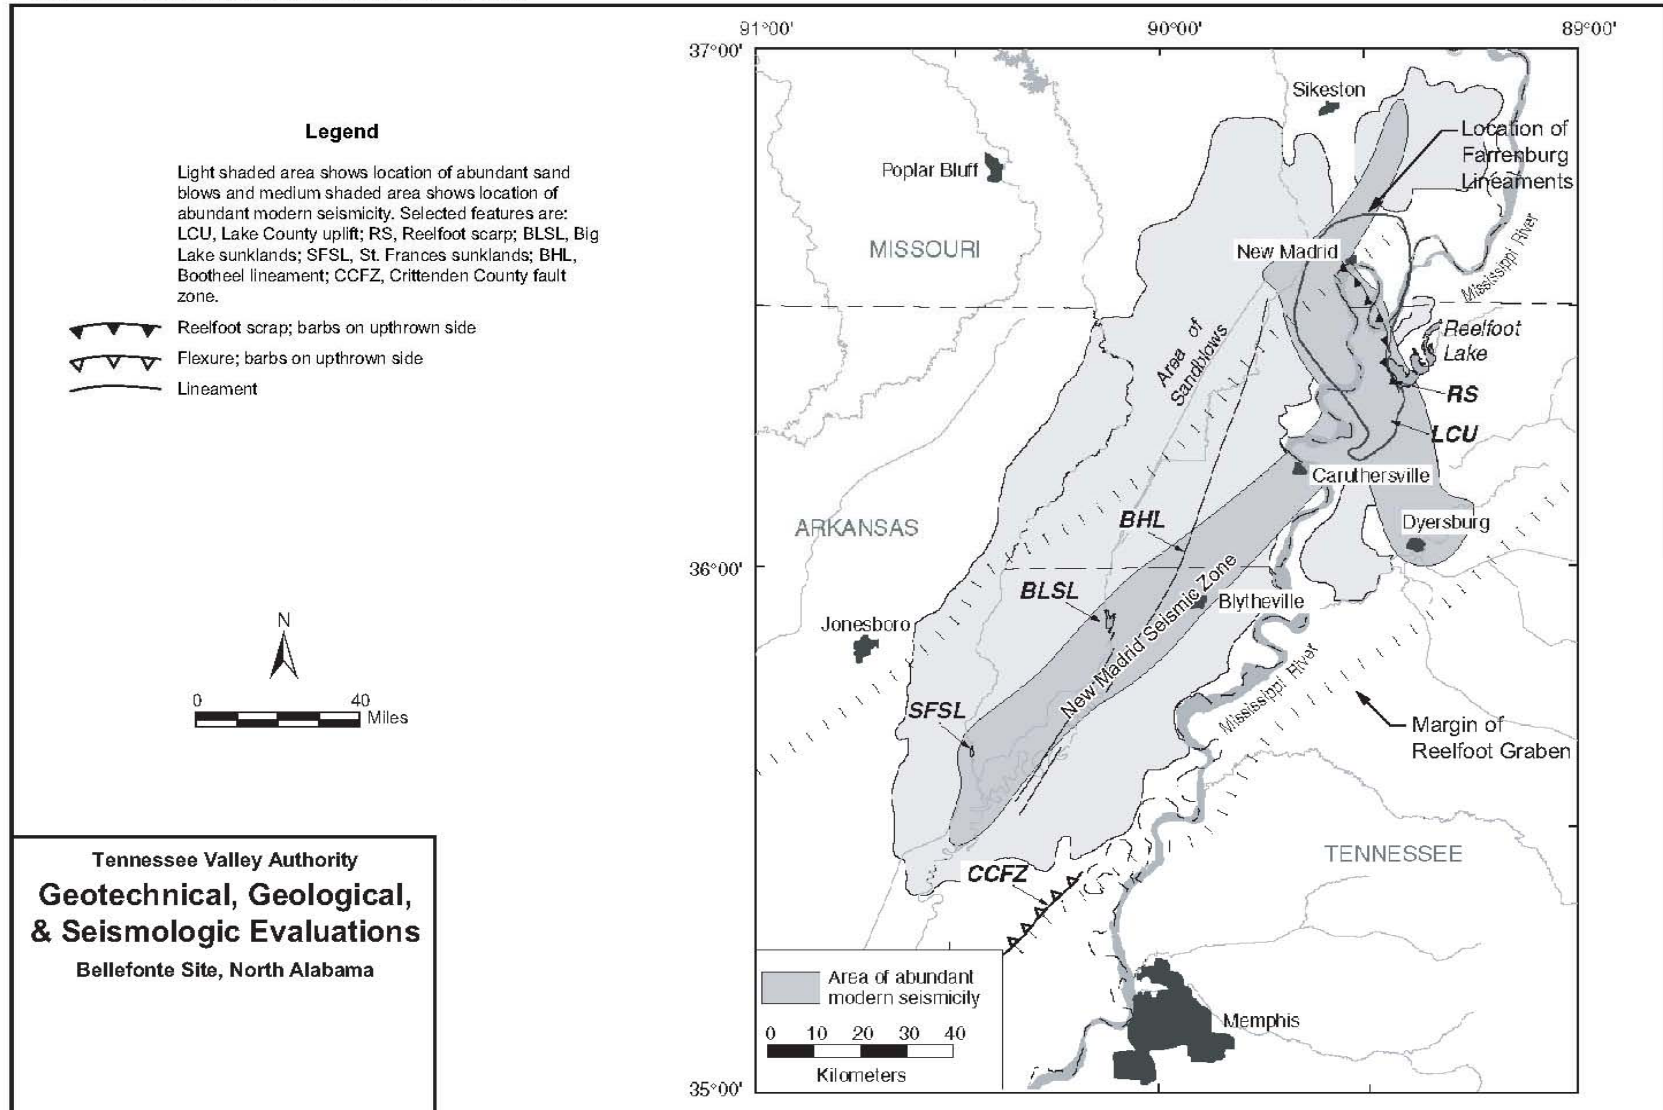 Legend
Light shaded area shows location of abundant sand
blows and medium shaded area shows location of
abundant modern seismicity. Selected features are:
LCU, Lake County uplift; RS, Reelfoot scarp; BLSL, Big
Lake sunklands; SFSL, St. Frances sunklands; BHL,
Bootheel lineament; CCFZ, Crittenden County fault
zone.
Reelfoot scrap; barbs on upthrown side
Flexure; barbs on upthrown side
Lineament
N
0 40
Miles
Tennessee Valley Authority
Geotechnical, Geological,
& Seismologic Evaluations
Bellefonte Site, North Alabama
91°00' 90°00' 89°00'
37°00'
Sikeston
Location of
Farrenburg
Lineaments
Poplar Bluff
MISSOURI
New Madrid
Mississippi River
Reelfoot
Lake
Area of
Sandblows
RS
LCU
Caruthersville
ARKANSAS
BHL
Dyersburg
36°00'
BLSL
New Madrid Seismic Zone
Blytheville
Jonesboro
SFSL
Mississippi River
Margin of
Reelfoot Graben
TENNESSEE
CCFZ
Area of abundant
modern seismicity
0 10 20 30 40
Kilometers
Memphis
35°00'